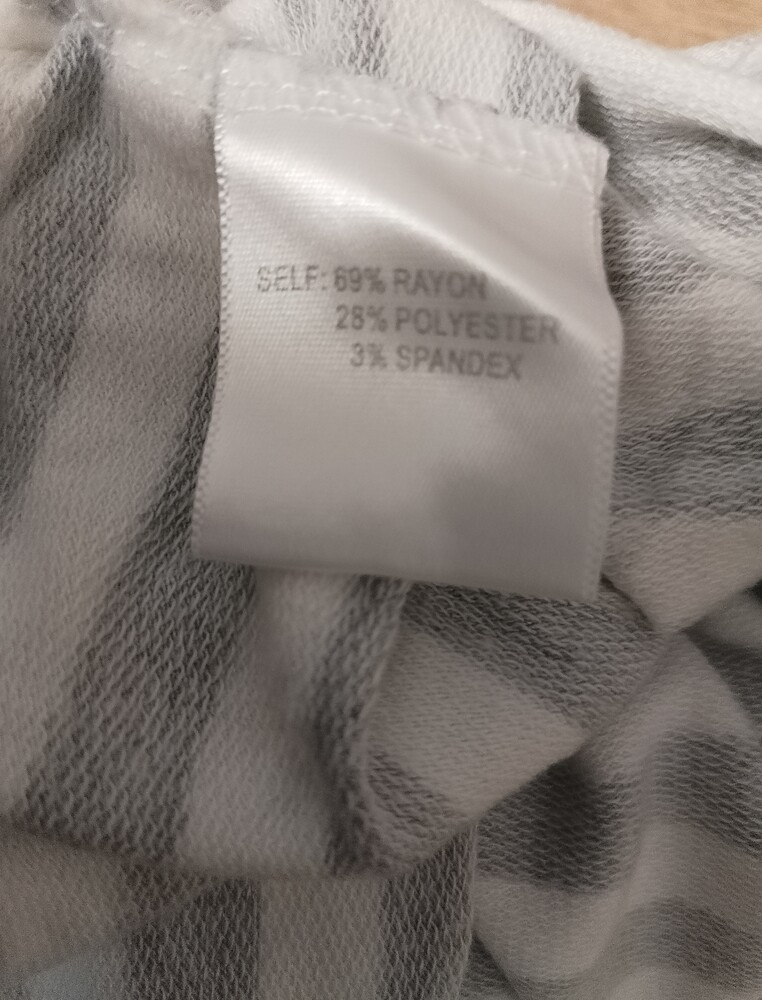 SELF: 69% RAYON
28% POLYESTER
3% SPANDEX